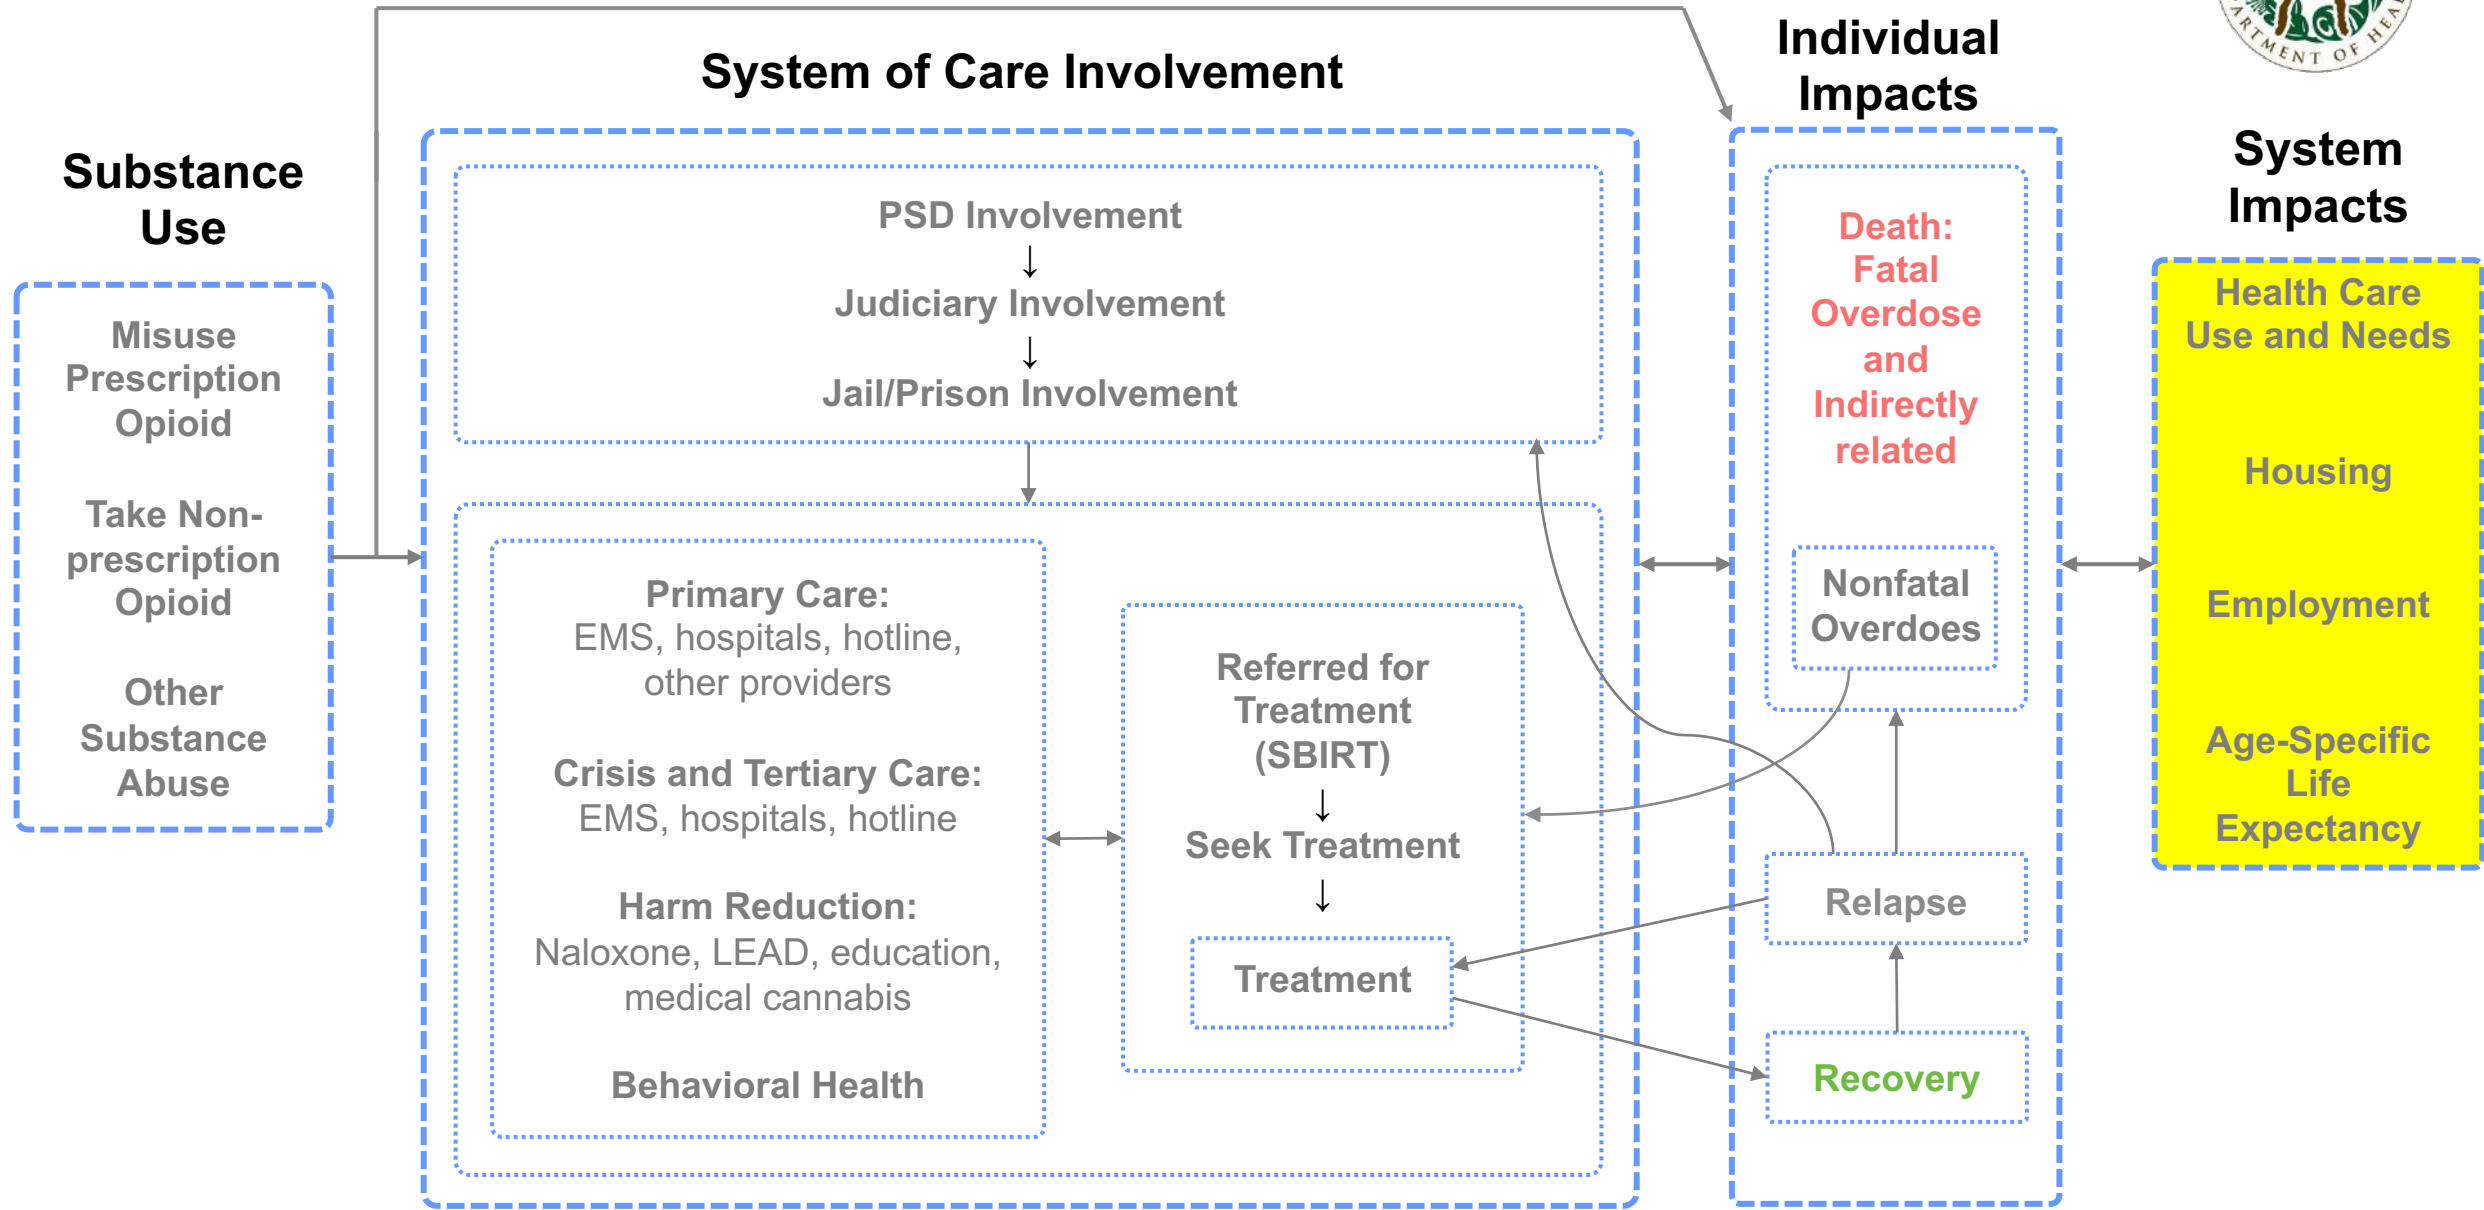 Substance
Use
Misuse
Prescription
Opioid
Take Non-
prescription
Opioid
Other
Substance
Abuse
System of Care Involvement
PSD Involvement
↓
Judiciary Involvement
↓
Jail/Prison Involvement
Primary Care:
EMS, hospitals, hotline,
other providers
Crisis and Tertiary Care:
EMS, hospitals, hotline
Harm Reduction:
Naloxone, LEAD, education,
medical cannabis
Behavioral Health
Referred for
Treatment
(SBIRT)
↓
Seek Treatment
↓
Treatment
Individual
Impacts
Death:
Fatal
Overdose
and
Indirectly
related
Nonfatal
Overdoes
Relapse
Recovery
System
Impacts
Health Care
Use and Needs
Housing
Employment
Age-Specific
Life
Expectancy
OF